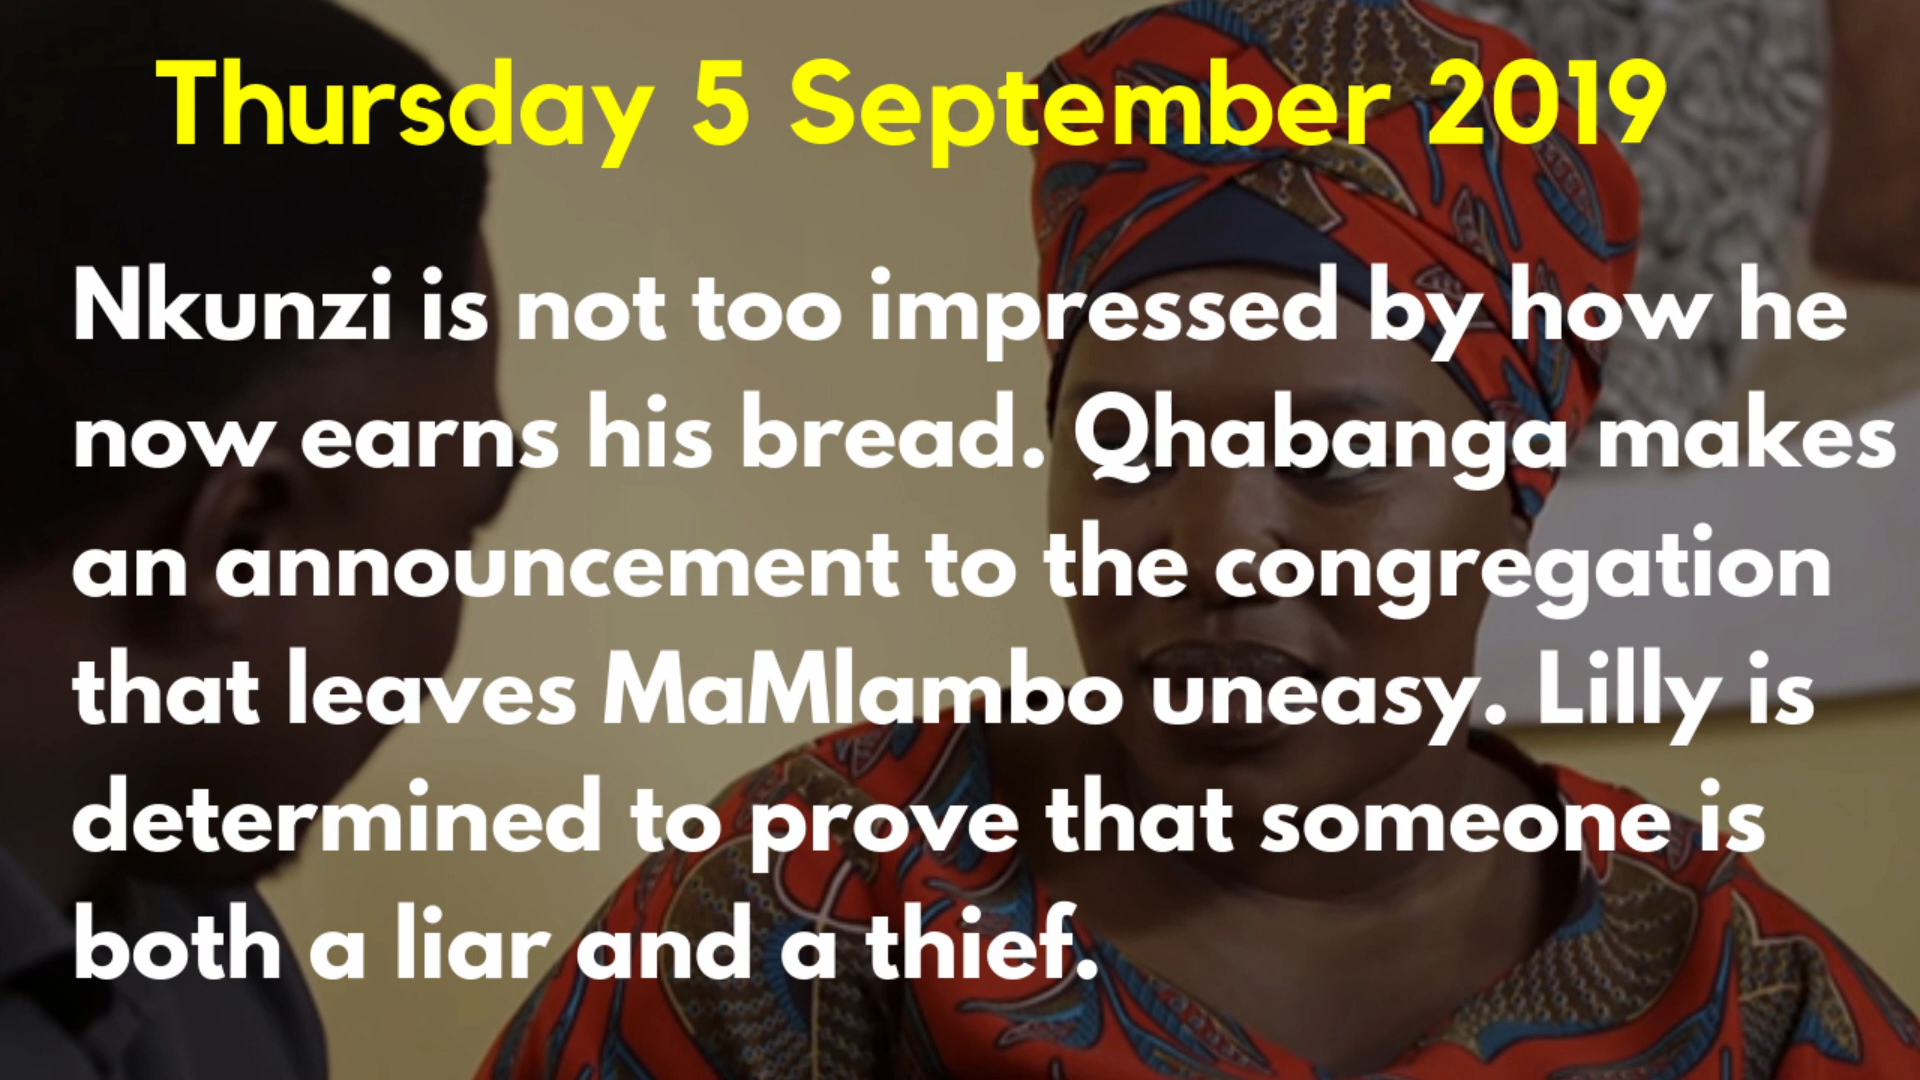 Thursday 5 September 2019
Nkunzi is not too impressed by how he
now earns his bread. Qhabanga makes
an announcement to the congregation
that leaves MaMlambo uneasy. Lilly is
determined to prove that someone is
both a liar and a thief.